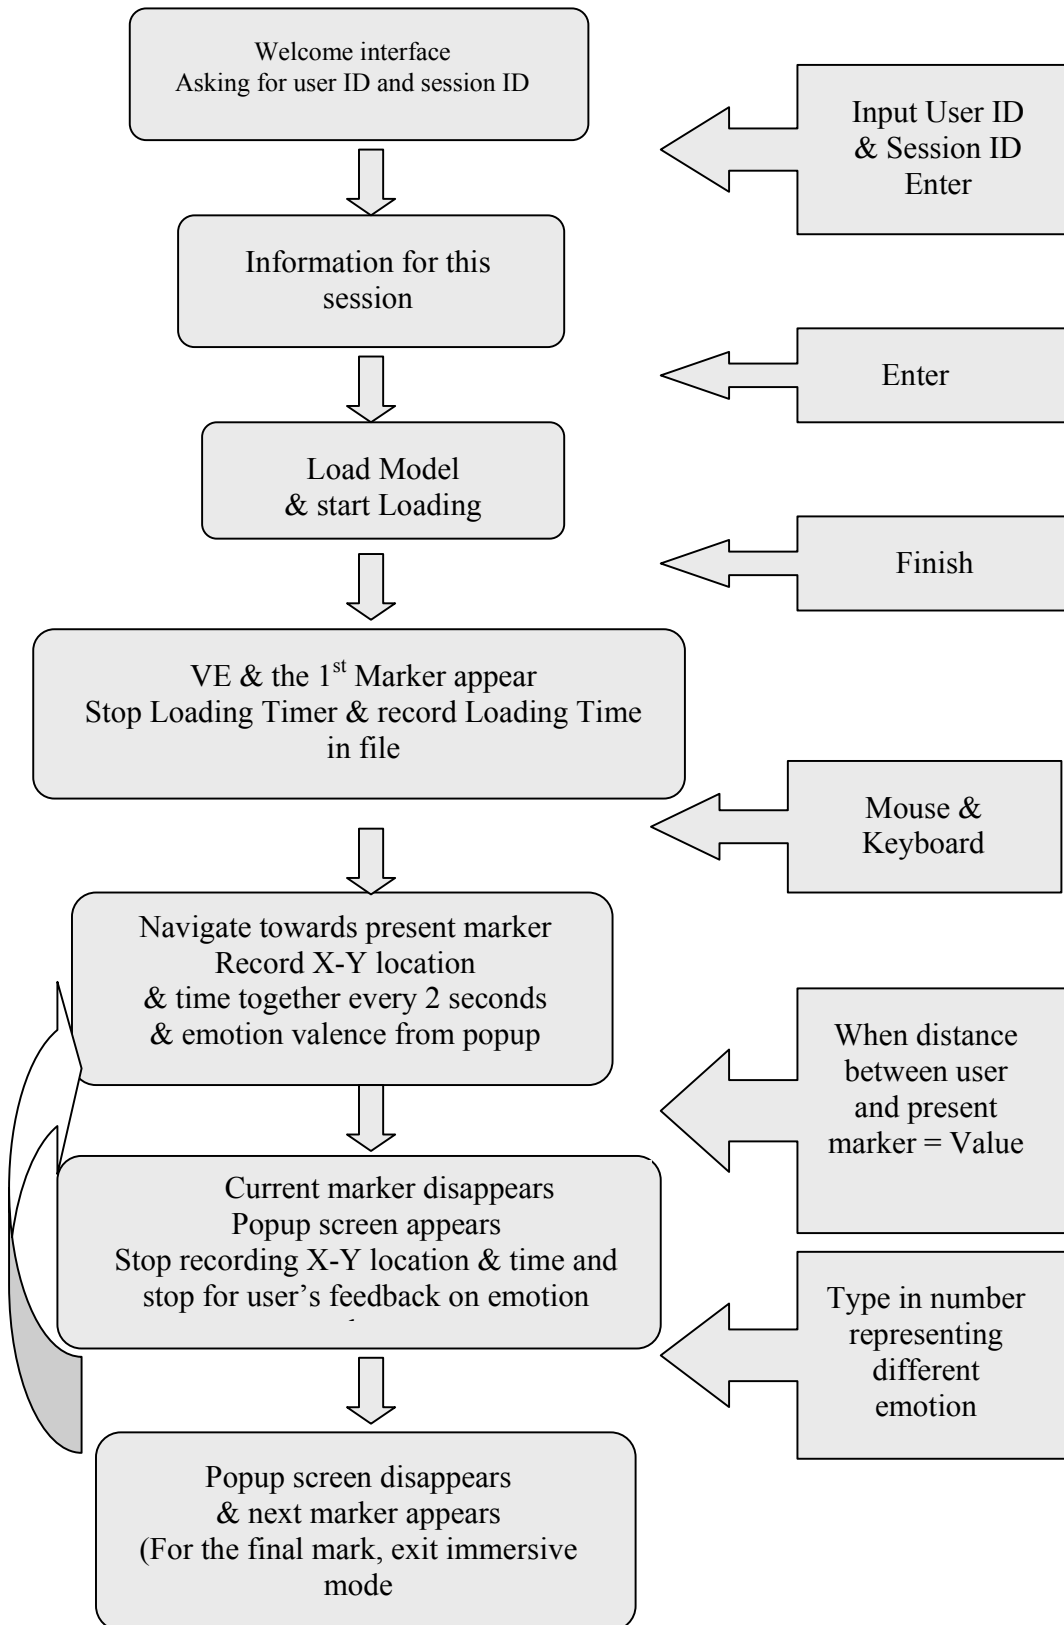 Welcome interface
Asking for user ID and session ID
Input User ID
& Session ID
Enter
Information for this
session
Enter
Load Model
& start Loading
Finish
VE & the 1st Marker appear
Stop Loading Timer & record Loading Time
in file
Mouse &
Keyboard
Navigate towards present marker
Record X-Y location
& time together every 2 seconds
& emotion valence from popup
When distance
between user
and present
marker = Value
Current marker disappears
Popup screen appears
Stop recording X-Y location & time and
stop for user’s feedback on emotion
Type in number
representing
different
emotion
Popup screen disappears
& next marker appears
(For the final mark, exit immersive
mode